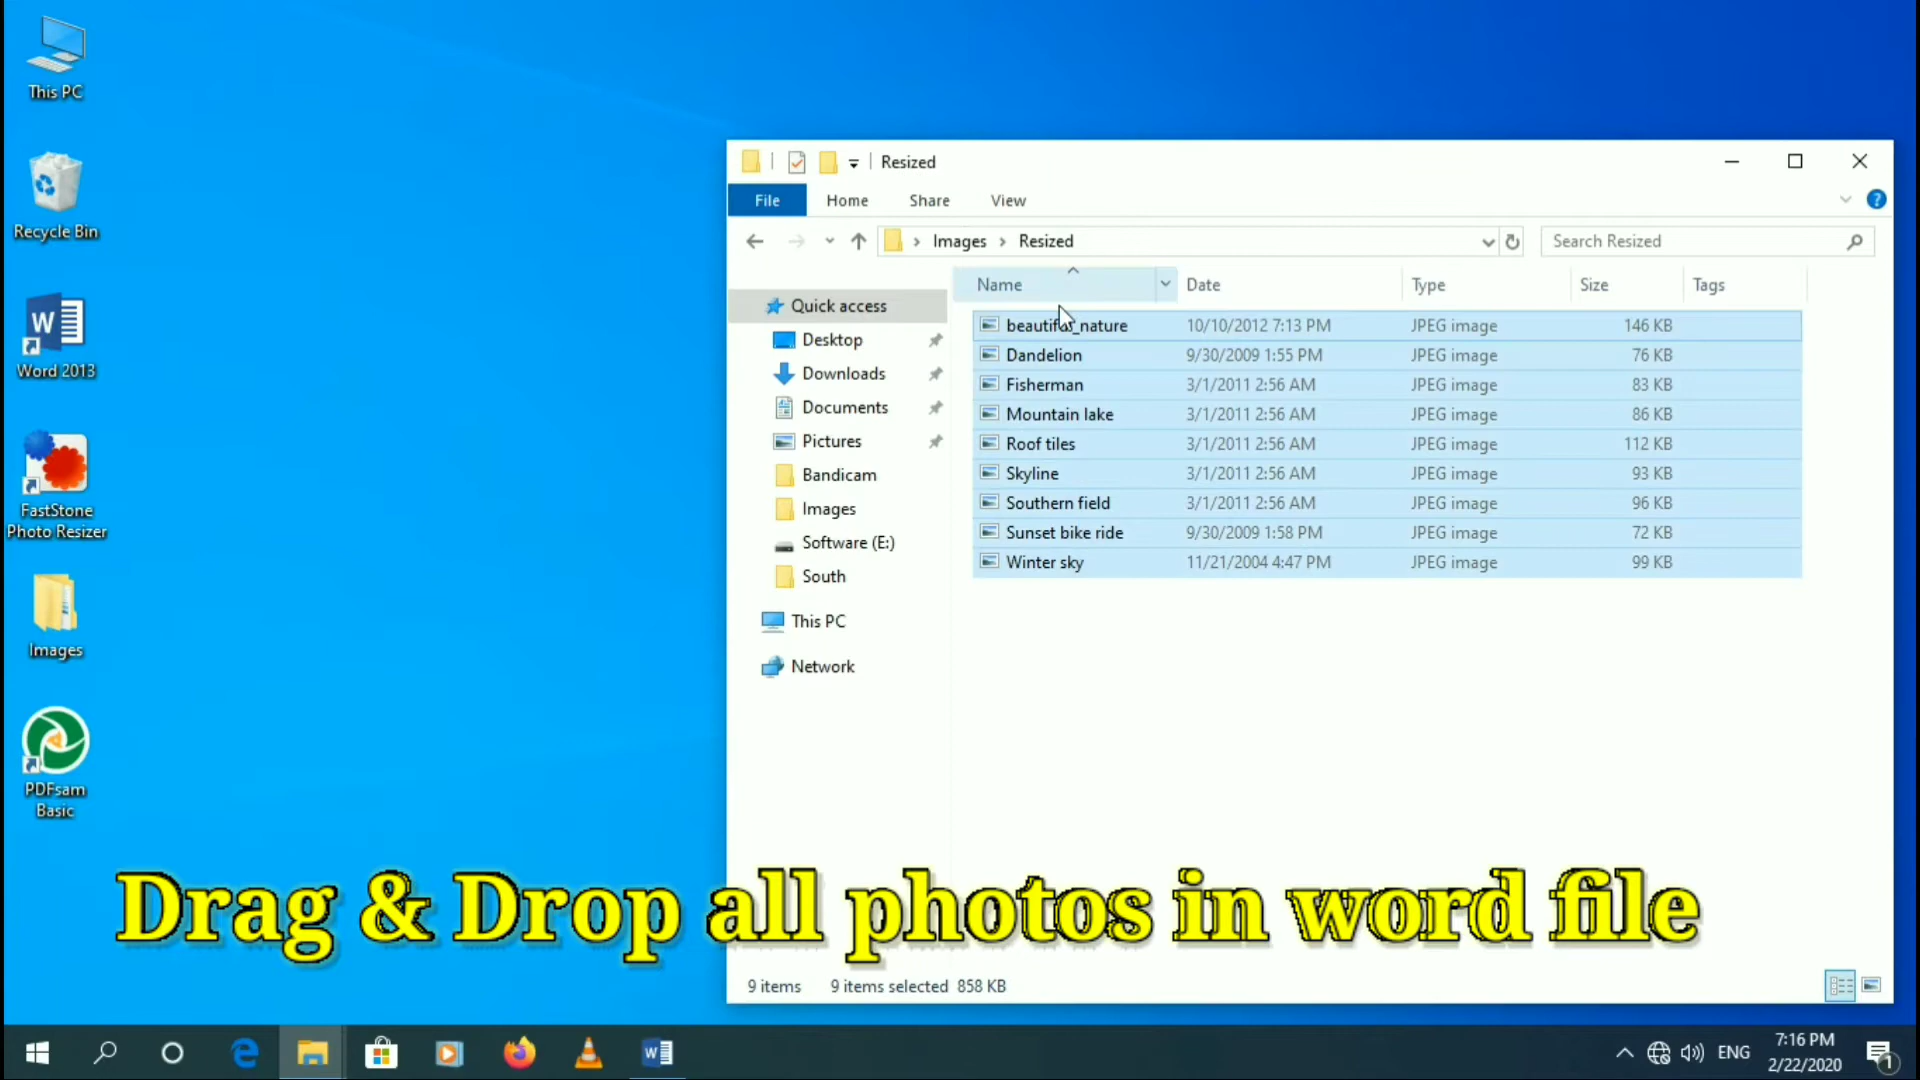 This PC
Recycle Bin
Word 2013
FastStone
Photo Resizer
Images
PDFsam
Basic
Resized
File Home Share View
Images Resized
Search Resized
Name Date Type Size Tags
Quick access
Desktop
Downloads
Documents
Pictures
Bandicam
Images
Software (E:)
South
This PC
Network
beautiful_nature 10/10/2012 7:13 PM JPEG image 146 KB
Dandelion 9/30/2009 1:55 PM JPEG image 76 KB
Fisherman 3/1/2011 2:56 AM JPEG image 83 KB
Mountain lake 3/1/2011 2:56 AM JPEG image 86 KB
Roof tiles 3/1/2011 2:56 AM JPEG image 112 KB
Skyline 3/1/2011 2:56 AM JPEG image 93 KB
Southern field 3/1/2011 2:56 AM JPEG image 96 KB
Sunset bike ride 9/30/2009 1:58 PM JPEG image 72 KB
Winter sky 11/21/2004 4:47 PM JPEG image 99 KB
Drag & Drop all photos in word file
9 items 9 items selected 858 KB
ENG
7:16 PM
2/22/2020
1